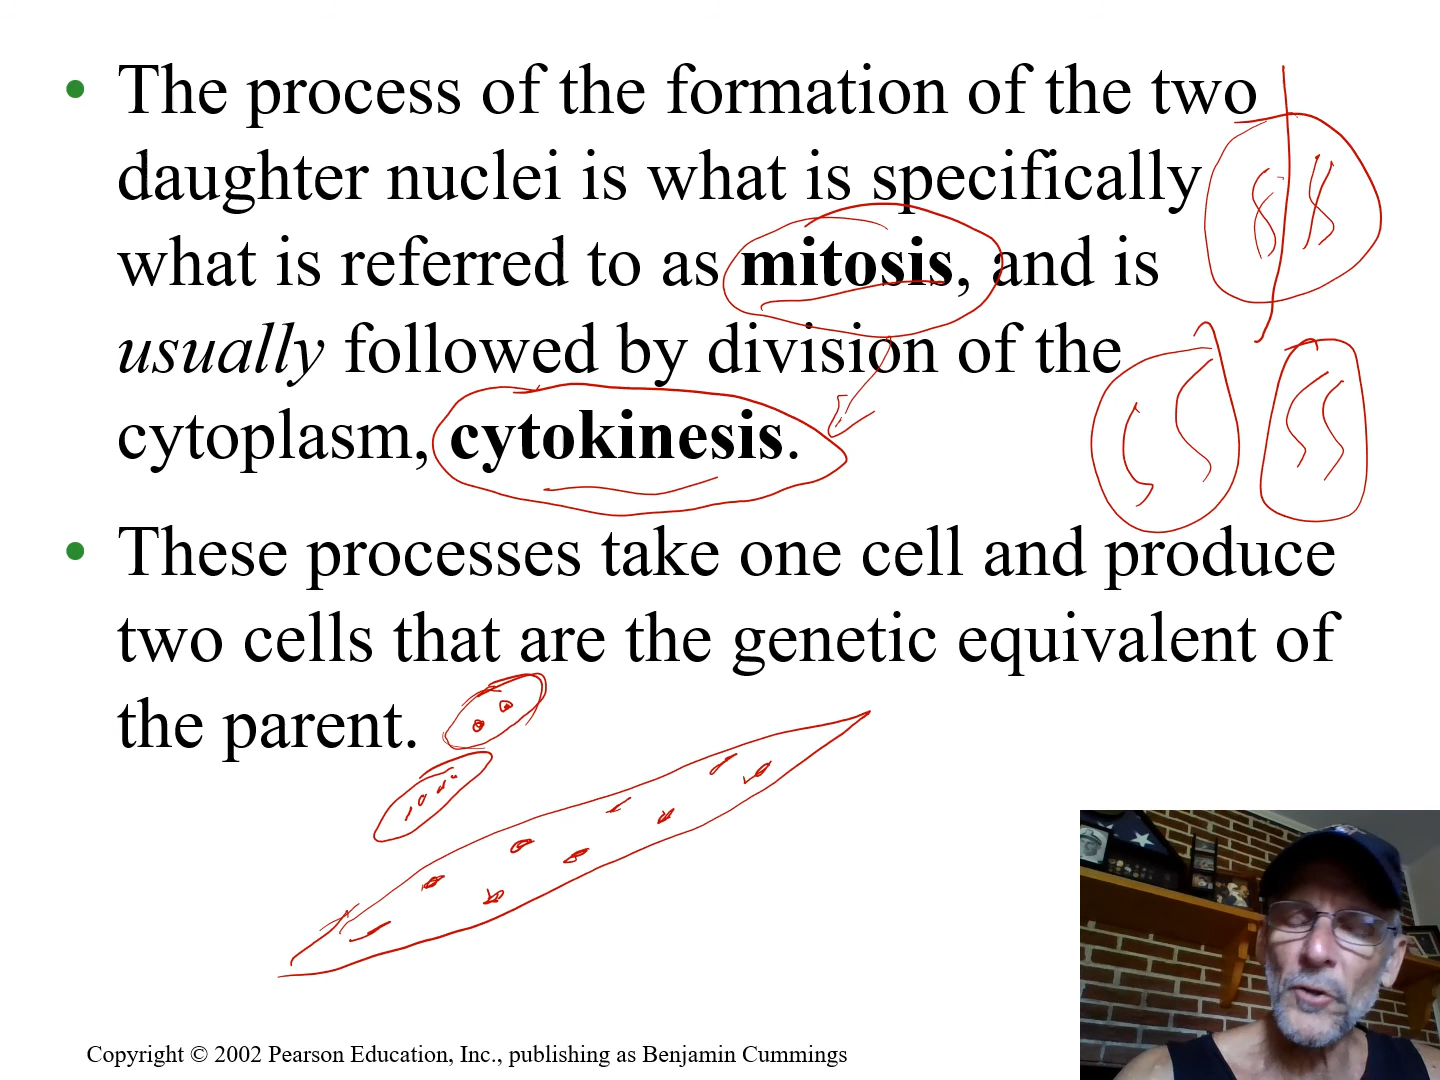 • The process of the formation of the two
daughter nuclei is what is specifically
what is referred to as mitosis, and is
usually followed by division of the
cytoplasm, cytokinesis.
• These processes take one cell and produce
two cells that are the genetic equivalent of
the parent.
Copyright © 2002 Pearson Education, Inc., publishing as Benjamin Cummings